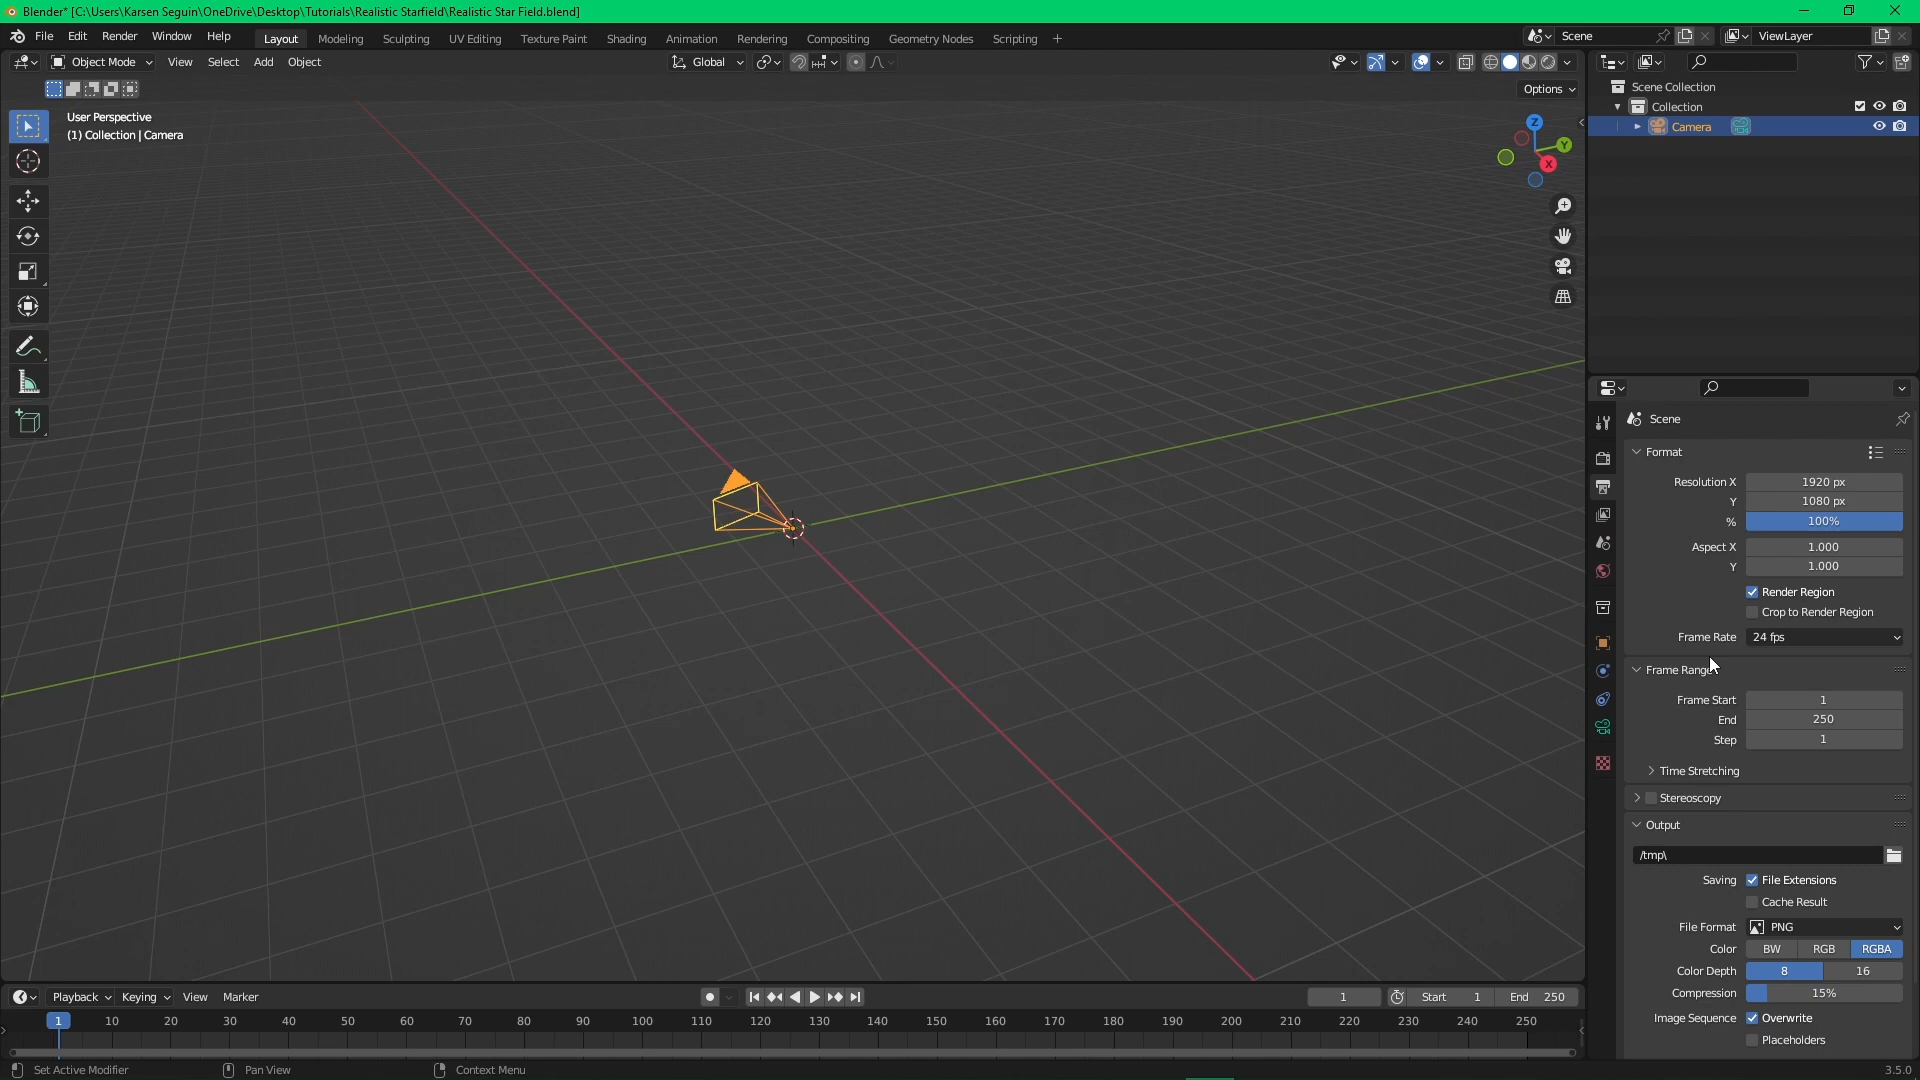 Blender* [C:\Users\Karsen Seguin\OneDrive\Desktop\Tutorials\Realistic Starfield\Realistic Star Field.blend]
File Edit Render Window Help Layout Modeling Sculpting UV Editing Texture Paint Shading Animation Rendering Compositing Geometry Nodes Scripting + Scene ViewLayer
Object Mode View Select Add Object Global
Options
User Perspective
(1) Collection | Camera
Z
Y
X
Scene Collection
Collection
Camera
Scene
Format
Resolution X 1920 px
Y 1080 px
% 100%
Aspect X 1.000
Y 1.000
Render Region
Crop to Render Region
Frame Rate 24 fps
Frame Range
Frame Start 1
End 250
Step 1
Time Stretching
Stereoscopy
Output
/tmp\
Saving File Extensions
Cache Result
File Format PNG
Color BW RGB RGBA
Color Depth 8 16
Compression 15%
Image Sequence Overwrite
Placeholders
Playback Keying View Marker 1 Start 1 End 250
1 10 20 30 40 50 60 70 80 90 100 110 120 130 140 150 160 170 180 190 200 210 220 230 240 250
Set Active Modifier Pan View Context Menu 3.5.0